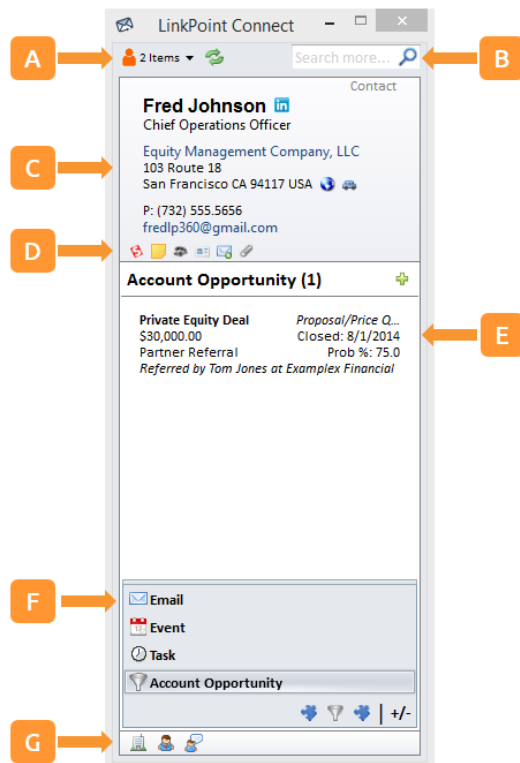 LinkPoint Connect
A
2 Items
Search more...
B
Contact
Fred Johnson in
Chief Operations Officer
C
Equity Management Company, LLC
103 Route 18
San Francisco CA 94117 USA
P: (732) 555.5656
fredlp360@gmail.com
D
Account Opportunity (1)
Private Equity Deal Proposal/Price Q...
$30,000.00 Closed: 8/1/2014
E
Partner Referral Prob %: 75.0
Referred by Tom Jones at Examplex Financial
F
Email
Event
Task
Account Opportunity
+/-
G